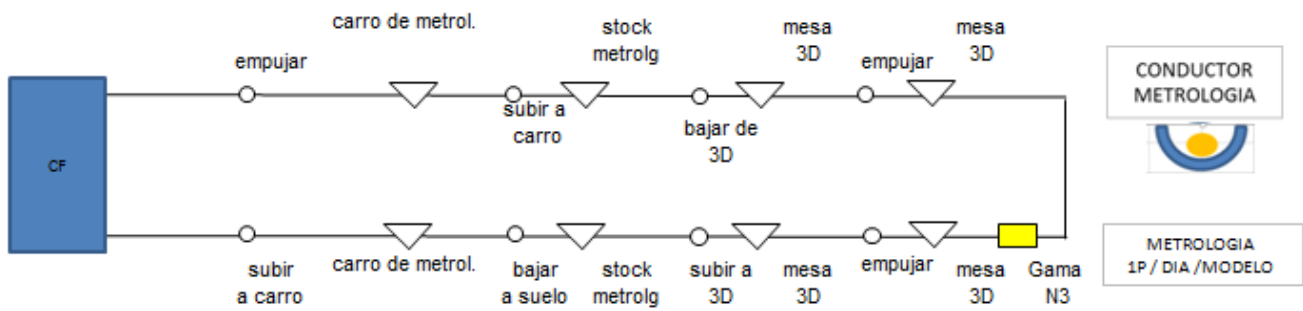 carro de metrol.
stock
metrolg
mesa
3D
mesa
3D
empujar
empujar
CONDUCTOR
METROLOGIA
subir a
carro
bajar de
3D
CF
subir
a carro
carro de metrol.
bajar
a suelo
stock
metrolg
subir a
3D
mesa
3D
empujar
mesa
3D
Gama
N3
METROLOGIA
1P / DIA /MODELO